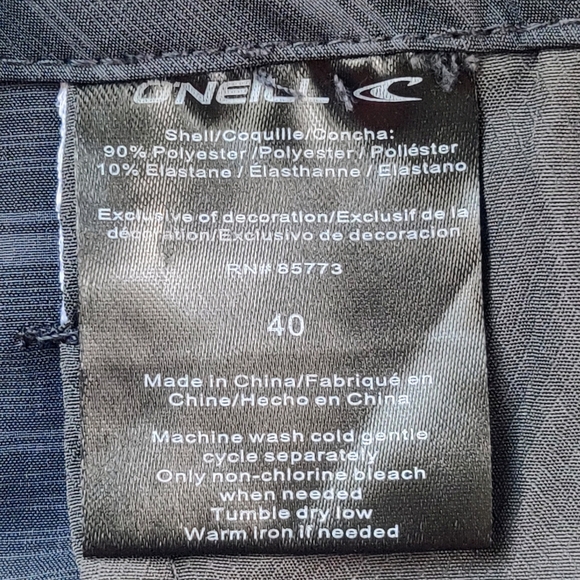 O'NEILL
Shell/Coquille/Concha:
90% Polyester/Polyester/Poliéster
10% Elastane/Élasthanne/Elastano
Exclusive of decoration/Exclusif de la
décoration/Exclusivo de decoracion
RN# 85773
40
Made in China/Fabriqué en
Chine/Hecho en China
Machine wash cold gentle
cycle separately
Only non-chlorine bleach
when needed
Tumble dry low
Warm Iron if needed